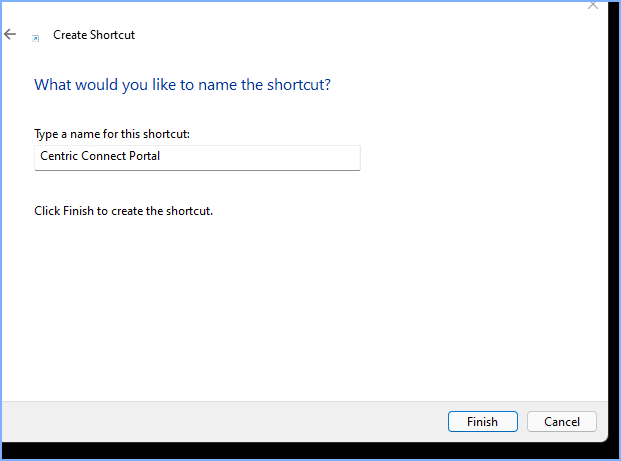 Create Shortcut
What would you like to name the shortcut?
Type a name for this shortcut:
Centric Connect Portal
Click Finish to create the shortcut.
Finish
Cancel